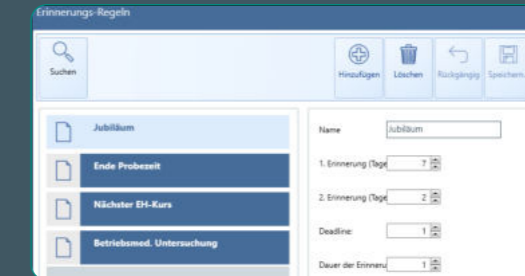 Erinnerungs-Regeln
Suchen
Hinzufügen Löschen Rückgängig Speichern
Jubiläum
Ende Probezeit
Nächster EH-Kurs
Betriebsmed. Untersuchung
Name Jubiläum
1. Erinnerung (Tage 7
2. Erinnerung (Tage 2
Deadline: 1
Dauer der Erinneru 1